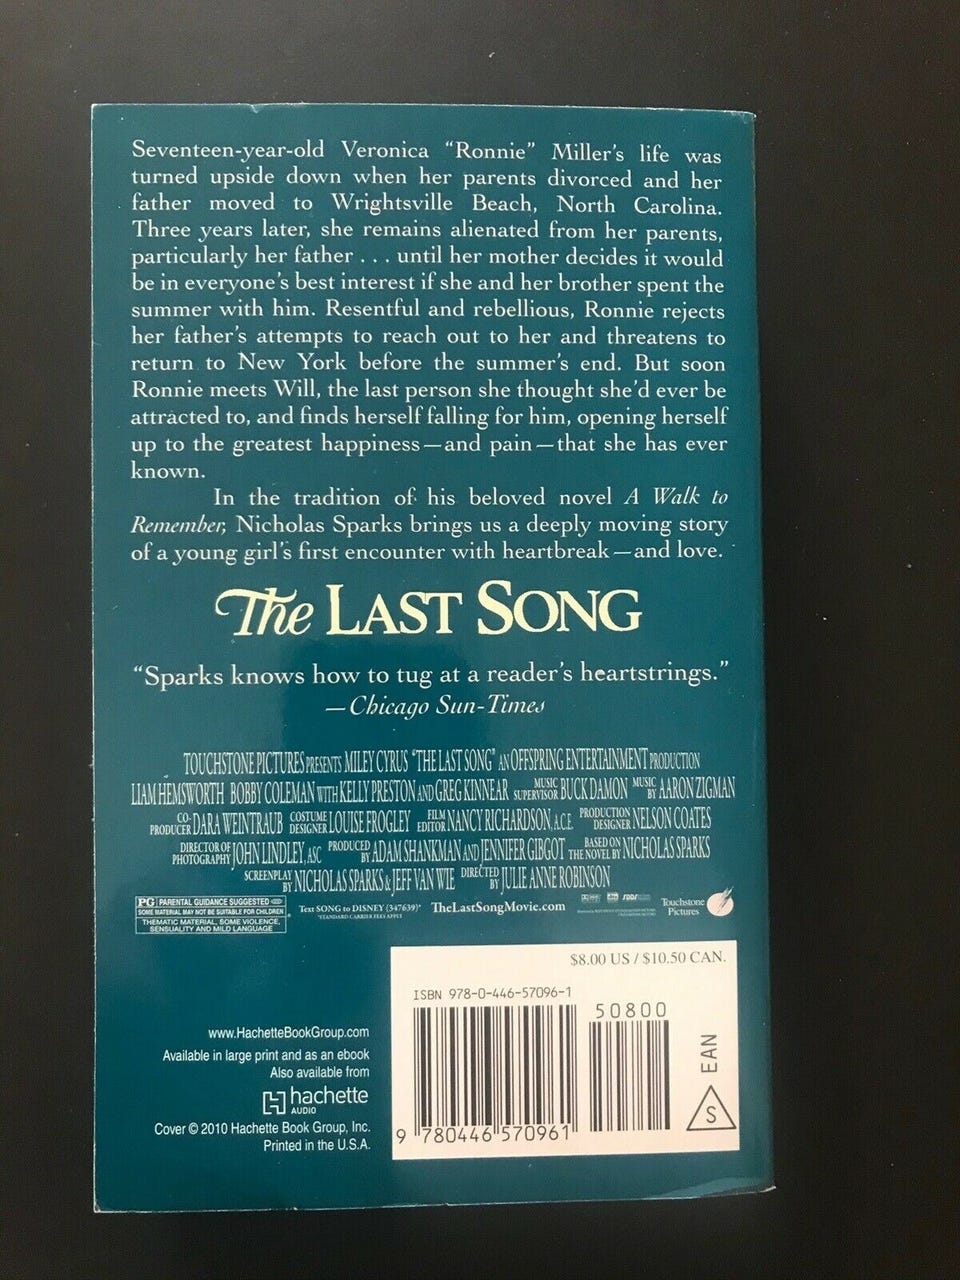 Seventeen-year-old Veronica “Ronnie” Miller’s life was
turned upside down when her parents divorced and her
father moved to Wrightsville Beach, North Carolina.
Three years later, she remains alienated from her parents,
particularly her father . . . until her mother decides it would
be in everyone’s best interest if she and her brother spent the
summer with him. Resentful and rebellious, Ronnie rejects
her father’s attempts to reach out to her and threatens to
return to New York before the summer’s end. But soon
Ronnie meets Will, the last person she thought she’d ever be
attracted to, and finds herself falling for him, opening herself
up to the greatest happiness—and pain—that she has ever
known.
In the tradition of his beloved novel A Walk to
Remember, Nicholas Sparks brings us a deeply moving story
of a young girl’s first encounter with heartbreak—and love.
The LAST SONG
“Sparks knows how to tug at a reader’s heartstrings.”
—Chicago Sun-Times
TOUCHSTONE PICTURES PRESENTS MILEY CYRUS “THE LAST SONG” AN OFFSPRING ENTERTAINMENT PRODUCTION
LIAM HEMSWORTH BOBBY COLEMAN WITH KELLY PRESTON AND GREG KINNEAR MUSIC SUPERVISOR BUCK DAMON MUSIC BY AARON ZIGMAN
CO-PRODUCER DARA WEINTRAUB COSTUME DESIGNER LOUISE FROGLEY FILM EDITOR NANCY RICHARDSON, A.C.E. PRODUCTION DESIGNER NELSON COATES
DIRECTOR OF PHOTOGRAPHY JOHN LINDLEY, ASC PRODUCED BY ADAM SHANKMAN AND JENNIFER GIBGOT BASED ON THE NOVEL BY NICHOLAS SPARKS
SCREENPLAY BY NICHOLAS SPARKS & JEFF VAN WIE DIRECTED BY JULIE ANNE ROBINSON
PG PARENTAL GUIDANCE SUGGESTED
SOME MATERIAL MAY NOT BE SUITABLE FOR CHILDREN
THEMATIC MATERIAL, SOME VIOLENCE,
SENSUALITY AND MILD LANGUAGE
Text SONG to DISNEY (347639)*
*STANDARD CARRIER FEES APPLY
TheLastSongMovie.com
Touchstone
Pictures
$8.00 US / $10.50 CAN.
ISBN 978-0-446-57096-1
50800
EAN
S
9 780446 570961
www.HachetteBookGroup.com
Available in large print and as an ebook
Also available from
hachette
AUDIO
Cover © 2010 Hachette Book Group, Inc.
Printed in the U.S.A.